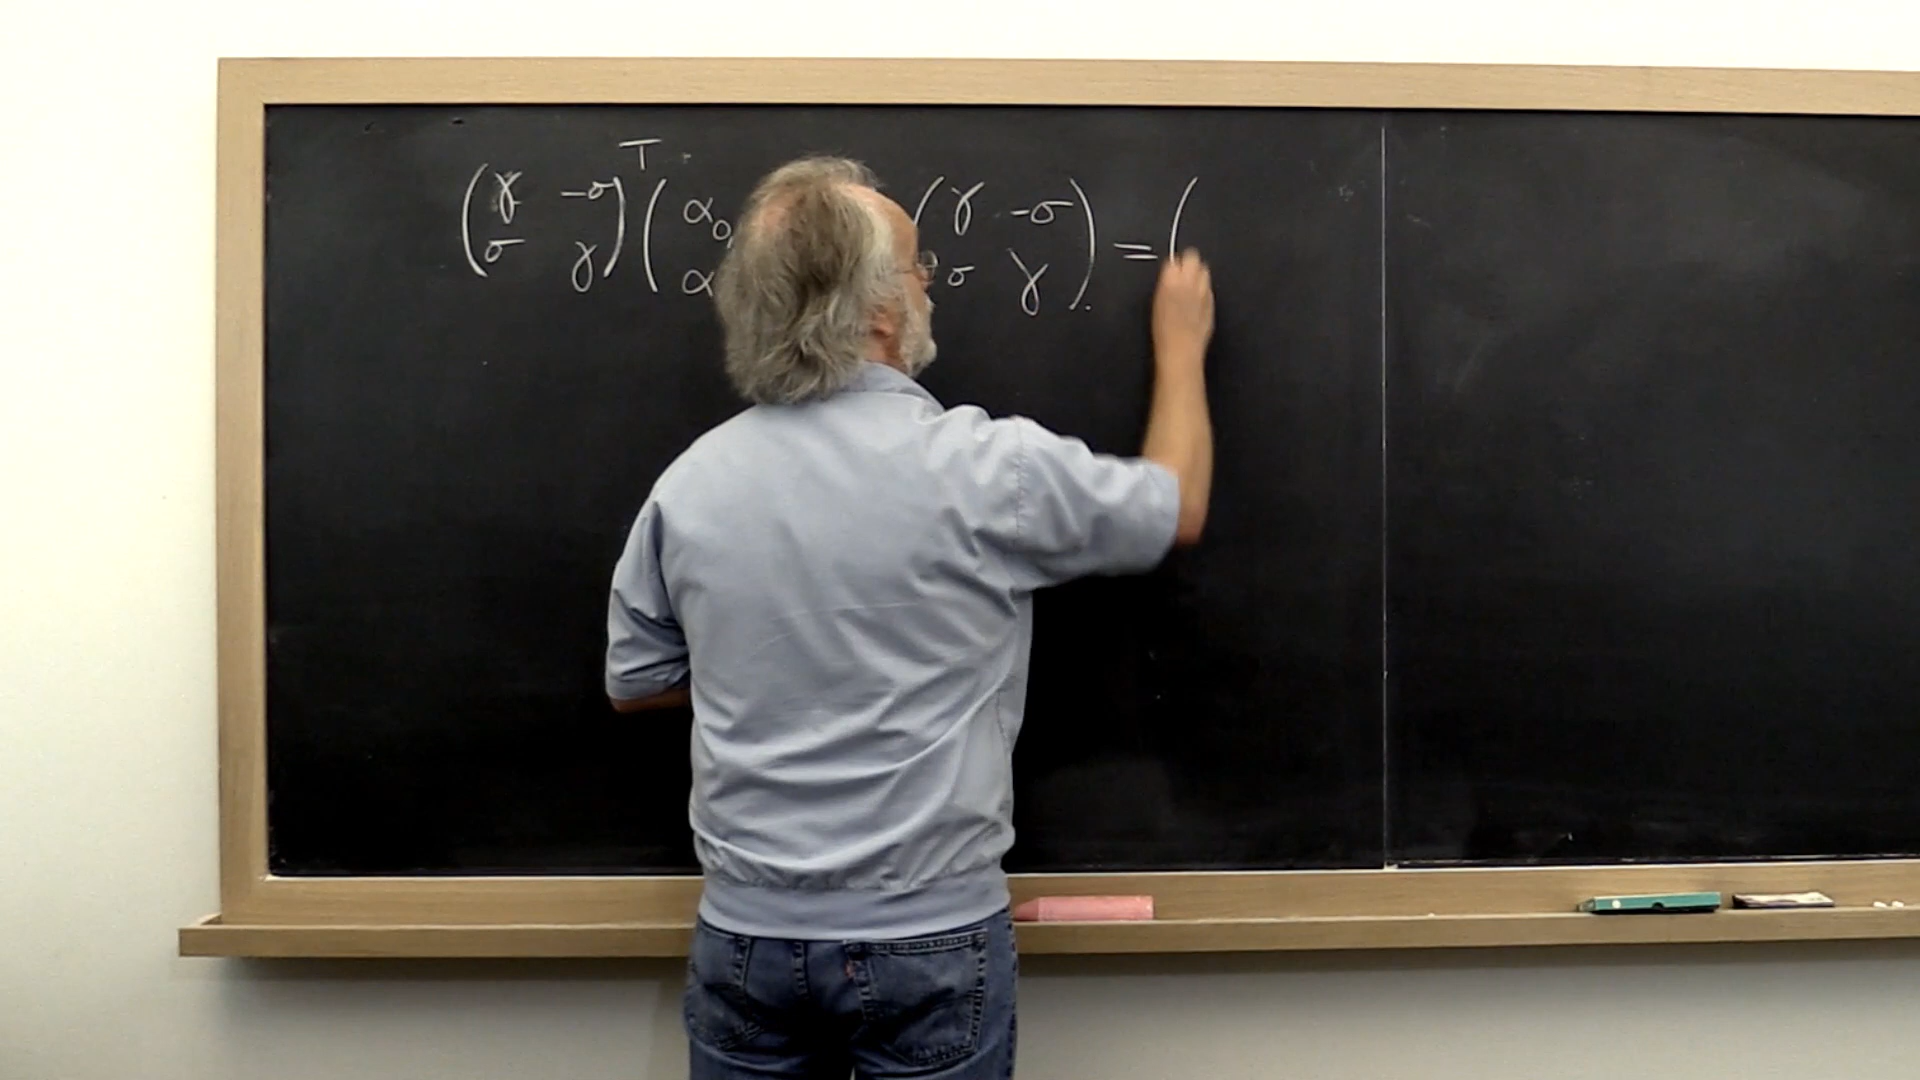 (γ -σ)T (α0 (γ -σ) = (
(σ γ) (α σ γ)